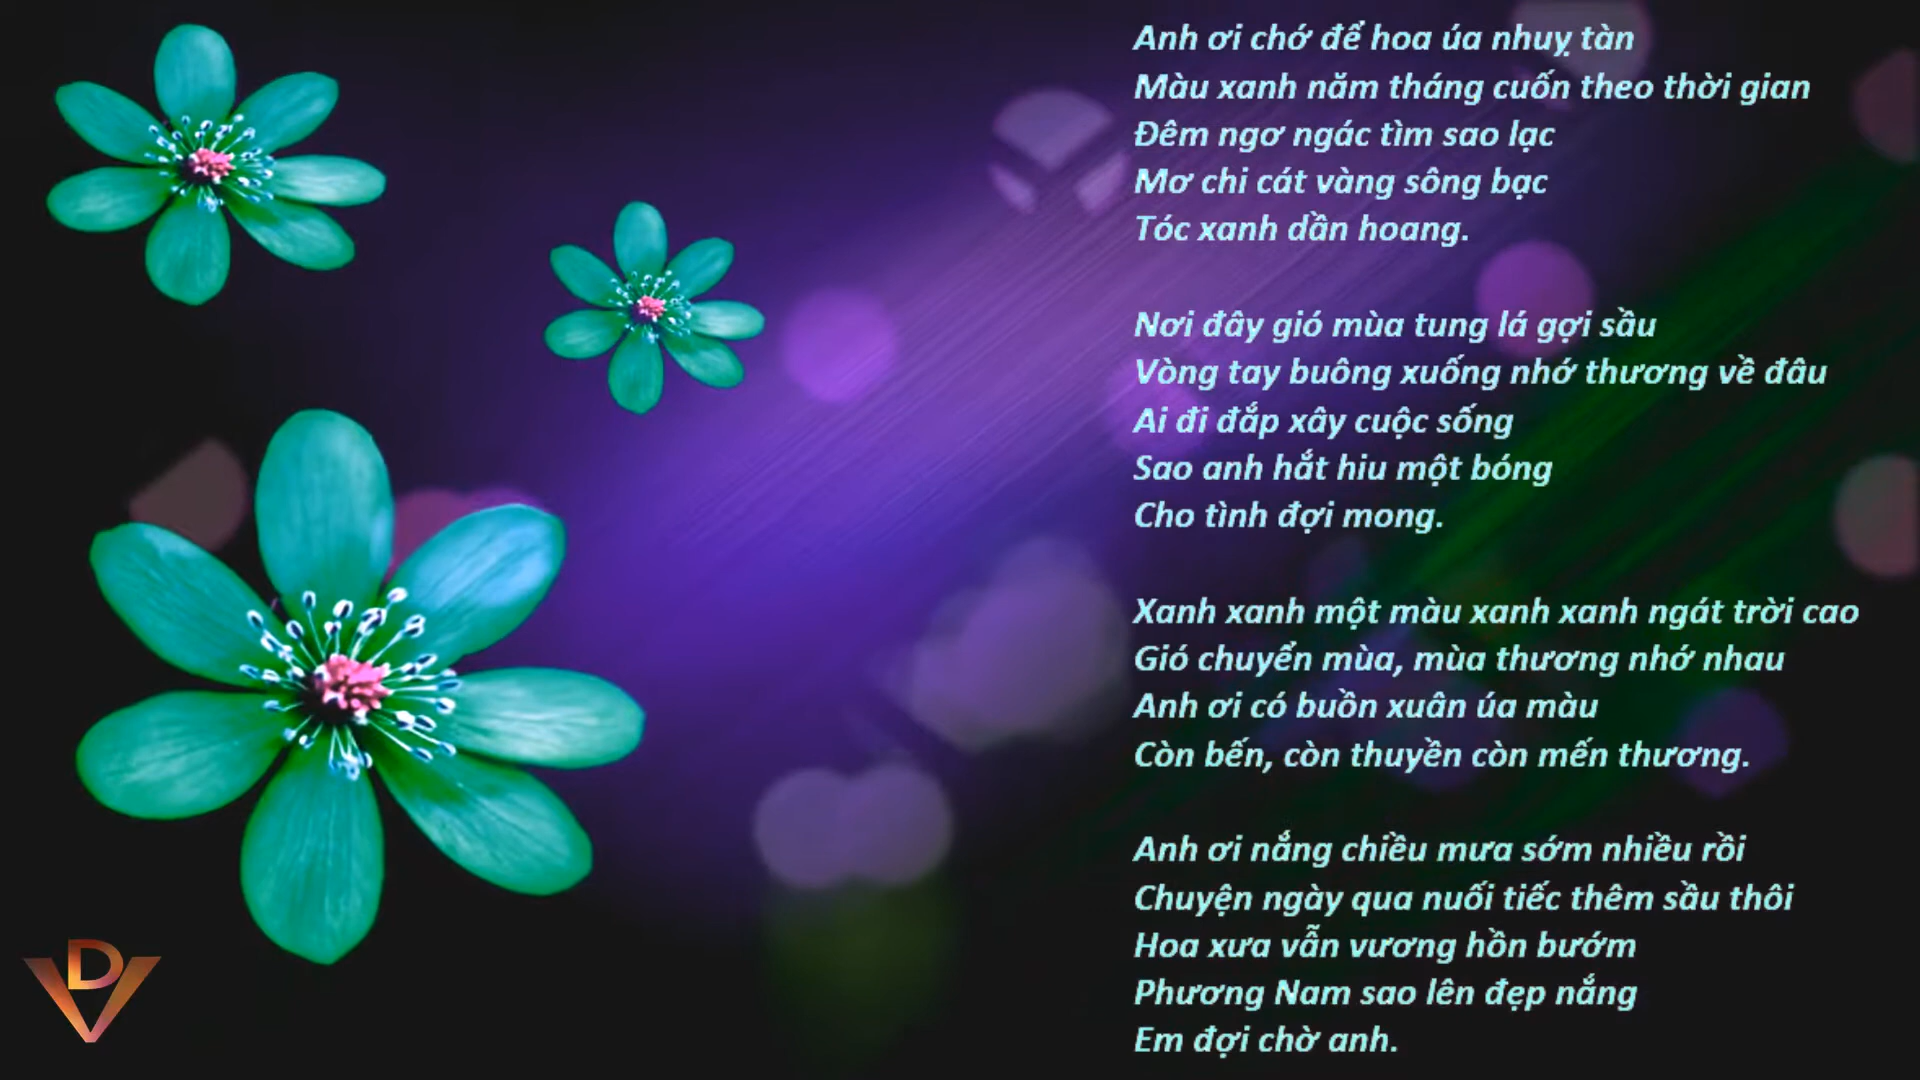 Anh ơi chớ để hoa úa nhuỵ tàn
Màu xanh năm tháng cuốn theo thời gian
Đêm ngơ ngác tìm sao lạc
Mơ chi cát vàng sông bạc
Tóc xanh dần hoang.
Nơi đây gió mùa tung lá gợi sầu
Vòng tay buông xuống nhớ thương về đâu
Ai đi đắp xây cuộc sống
Sao anh hắt hiu một bóng
Cho tình đợi mong.
Xanh xanh một màu xanh xanh ngát trời cao
Gió chuyển mùa, mùa thương nhớ nhau
Anh ơi có buồn xuân úa màu
Còn bến, còn thuyền còn mến thương.
Anh ơi nắng chiều mưa sớm nhiều rồi
Chuyện ngày qua nuối tiếc thêm sầu thôi
Hoa xưa vẫn vương hồn bướm
Phương Nam sao lên đẹp nắng
Em đợi chờ anh.
DV